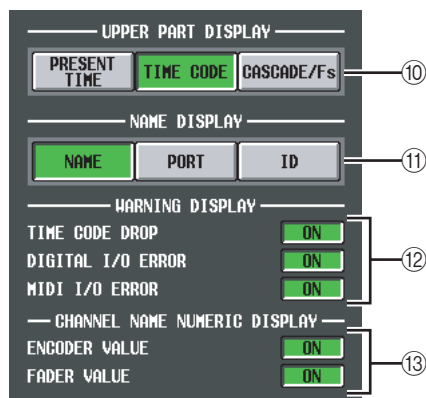 UPPER PART DISPLAY
PRESENT TIME TIME CODE CASCADE/Fs ⑩
NAME DISPLAY
NAME PORT ID ⑪
WARNING DISPLAY
TIME CODE DROP ON
DIGITAL I/O ERROR ON ⑫
MIDI I/O ERROR ON
CHANNEL NAME NUMERIC DISPLAY
ENCODER VALUE ON
⑬
FADER VALUE ON